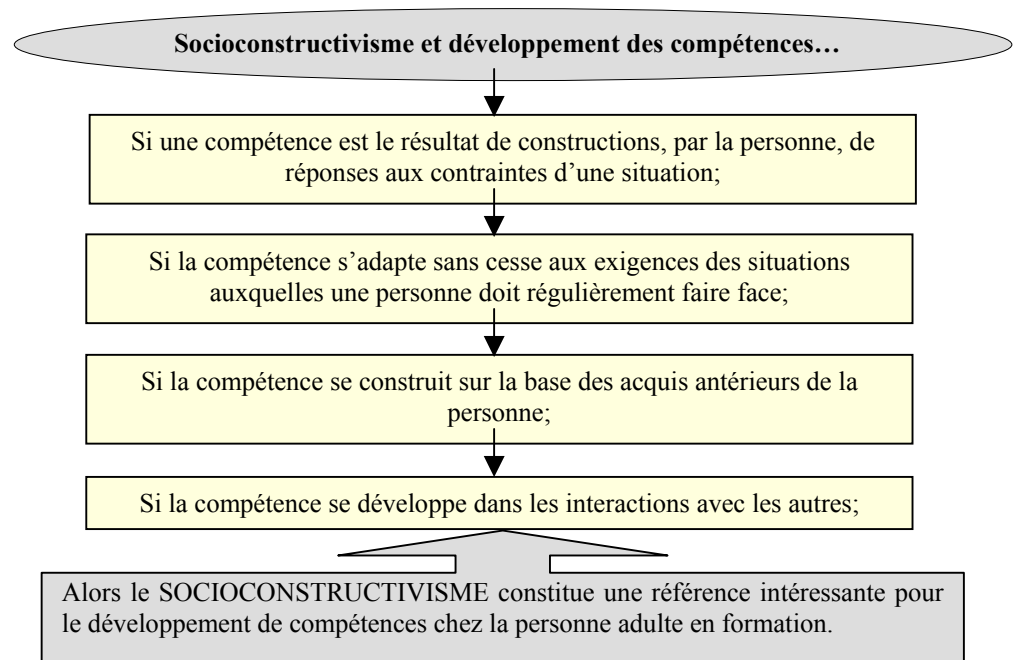 Socioconstructivisme et développement des compétences…
Si une compétence est le résultat de constructions, par la personne, de
réponses aux contraintes d’une situation;
Si la compétence s’adapte sans cesse aux exigences des situations
auxquelles une personne doit régulièrement faire face;
Si la compétence se construit sur la base des acquis antérieurs de la
personne;
Si la compétence se développe dans les interactions avec les autres;
Alors le SOCIOCONSTRUCTIVISME constitue une référence intéressante pour
le développement de compétences chez la personne adulte en formation.